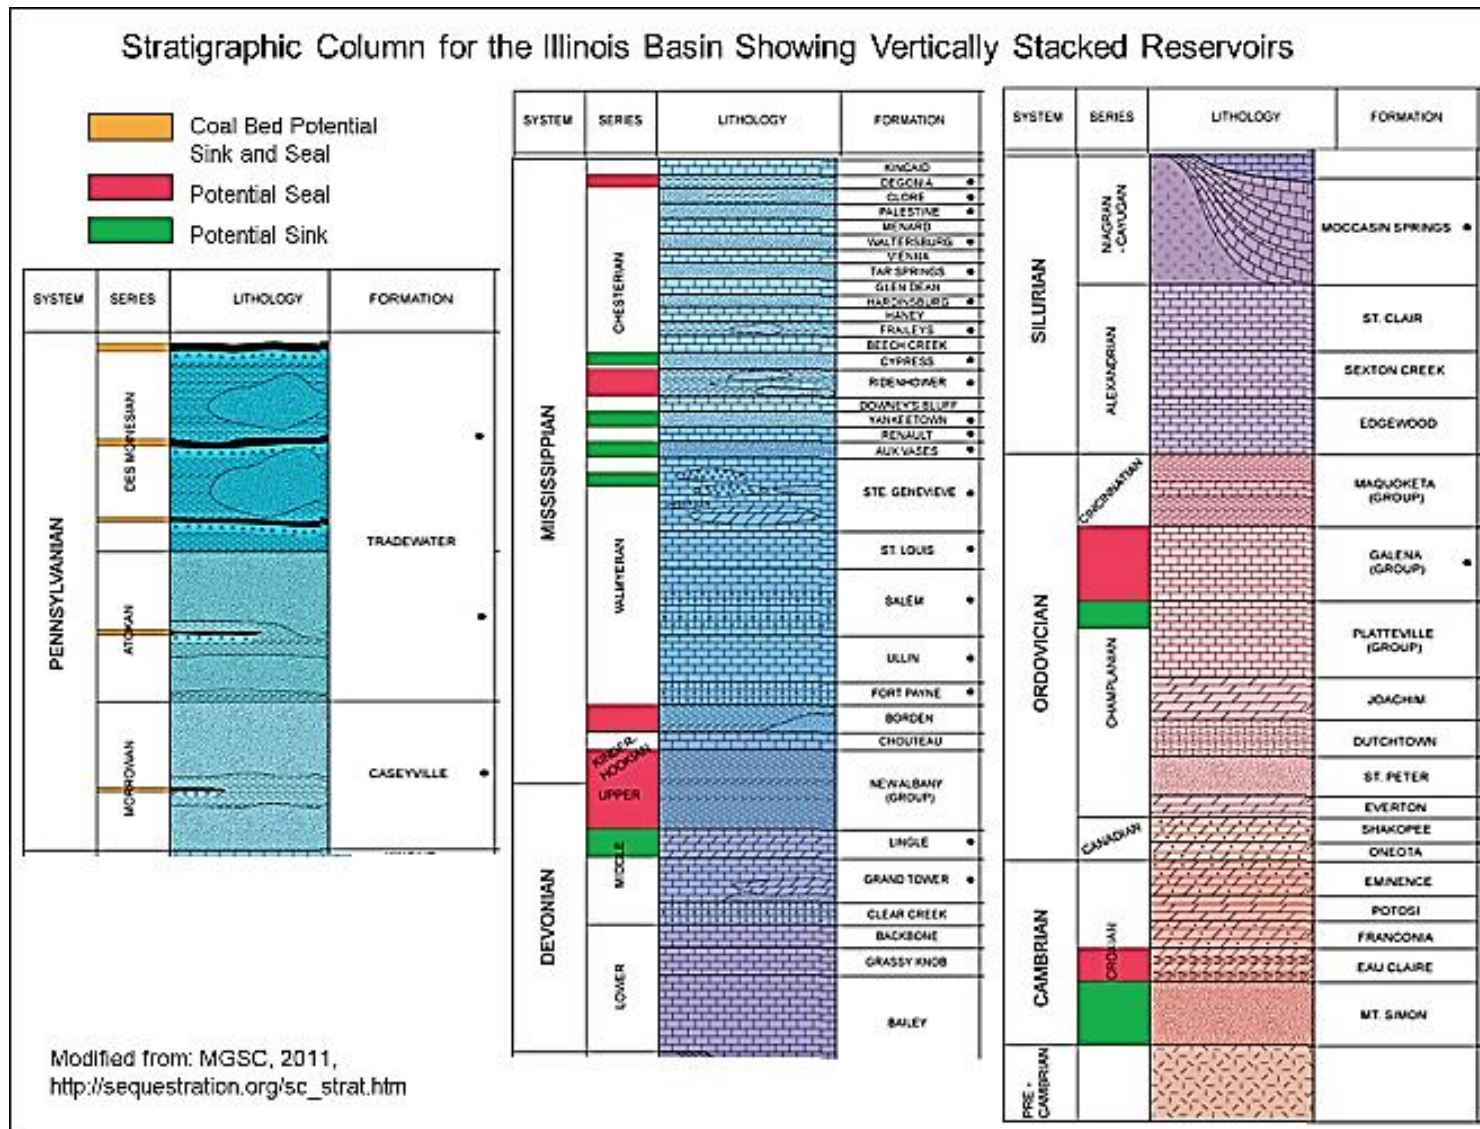 Stratigraphic Column for the Illinois Basin Showing Vertically Stacked Reservoirs
Coal Bed Potential
Sink and Seal
Potential Seal
Potential Sink
SYSTEM SERIES LITHOLOGY FORMATION
PENNSYLVANIAN
DES MOINESIAN
ATOKAN
MORROWAN
TRADEWATER
CASEYVILLE
Modified from: MGSC, 2011,
http://sequestration.org/sc_strat.htm
SYSTEM SERIES LITHOLOGY FORMATION
MISSISSIPPIAN
DEVONIAN
CHESTERIAN
VALMYERAN
KINDER-
HOOKIAN
UPPER
MIDDLE
LOWER
KINCAID
DEGONIA
CLORE
PALESTINE
MENARD
WALTERSBURG
VIENNA
TAR SPRINGS
GLEN DEAN
HARDINSBURG
HANEY
FRAILEYS
BEECH CREEK
CYPRESS
RIDENHOWER
DOWNEY'S BLUFF
YANKEETOWN
RENAULT
AUX VASES
STE. GENEVIEVE
ST. LOUIS
SALEM
ULLIN
FORT PAYNE
BORDEN
CHOUTEAU
NEW ALBANY
(GROUP)
LINGLE
GRAND TOWER
CLEAR CREEK
BACKBONE
GRASSY KNOB
BAILEY
SYSTEM SERIES LITHOLOGY FORMATION
SILURIAN
ORDOVICIAN
CAMBRIAN
PRE-
CAMBRIAN
NIAGRAN
- CAYUGAN
ALEXANDRIAN
CINCINNATIAN
CHAMPLANIAN
CANADIAN
CROXIAN
MOCCASIN SPRINGS
ST. CLAIR
SEXTON CREEK
EDGEWOOD
MAQUOKETA
(GROUP)
GALENA
(GROUP)
PLATTEVILLE
(GROUP)
JOACHIM
DUTCHTOWN
ST. PETER
EVERTON
SHAKOPEE
ONEOTA
EMINENCE
POTOSI
FRANCONIA
EAU CLAIRE
MT. SIMON